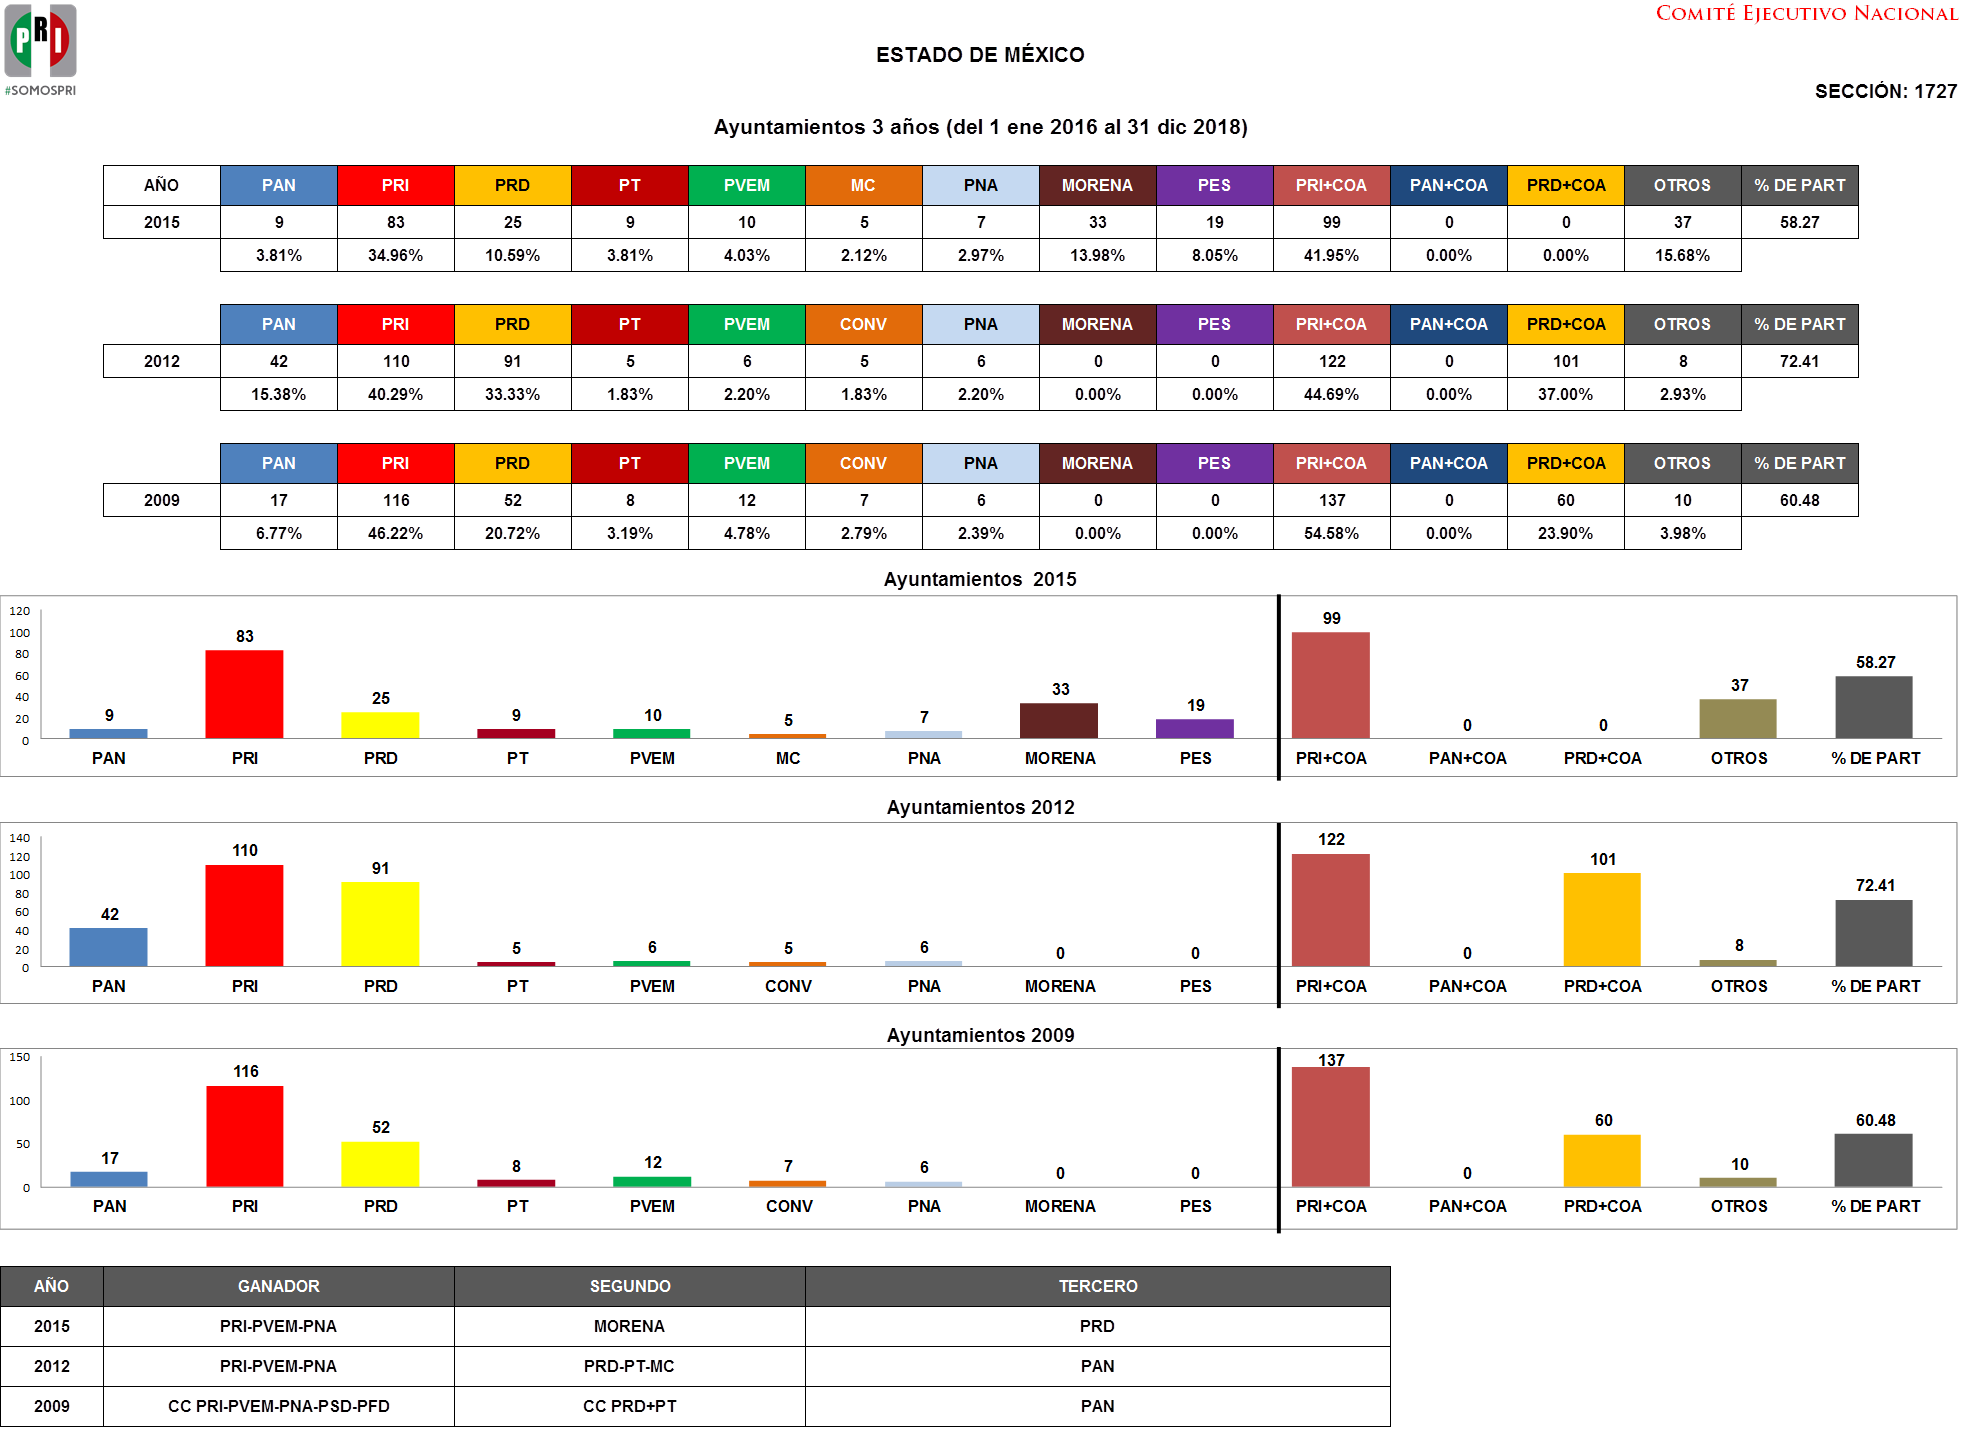 PRI
#SOMOSPRI
COMITÉ EJECUTIVO NACIONAL
ESTADO DE MÉXICO
SECCIÓN: 1727
Ayuntamientos 3 años (del 1 ene 2016 al 31 dic 2018)
AÑO PAN PRI PRD PT PVEM MC PNA MORENA PES PRI+COA PAN+COA PRD+COA OTROS % DE PART
2015 9 83 25 9 10 5 7 33 19 99 0 0 37 58.27
3.81% 34.96% 10.59% 3.81% 4.03% 2.12% 2.97% 13.98% 8.05% 41.95% 0.00% 0.00% 15.68%
PAN PRI PRD PT PVEM CONV PNA MORENA PES PRI+COA PAN+COA PRD+COA OTROS % DE PART
2012 42 110 91 5 6 5 6 0 0 122 0 101 8 72.41
15.38% 40.29% 33.33% 1.83% 2.20% 1.83% 2.20% 0.00% 0.00% 44.69% 0.00% 37.00% 2.93%
PAN PRI PRD PT PVEM CONV PNA MORENA PES PRI+COA PAN+COA PRD+COA OTROS % DE PART
2009 17 116 52 8 12 7 6 0 0 137 0 60 10 60.48
6.77% 46.22% 20.72% 3.19% 4.78% 2.79% 2.39% 0.00% 0.00% 54.58% 0.00% 23.90% 3.98%
Ayuntamientos 2015
120
100
80
60
40
20
0
9 83 25 9 10 5 7 33 19 99 0 0 37 58.27
PAN PRI PRD PT PVEM MC PNA MORENA PES PRI+COA PAN+COA PRD+COA OTROS % DE PART
Ayuntamientos 2012
140
120
100
80
60
40
20
0
42 110 91 5 6 5 6 0 0 122 0 101 8 72.41
PAN PRI PRD PT PVEM CONV PNA MORENA PES PRI+COA PAN+COA PRD+COA OTROS % DE PART
Ayuntamientos 2009
150
100
50
0
17 116 52 8 12 7 6 0 0 137 0 60 10 60.48
PAN PRI PRD PT PVEM CONV PNA MORENA PES PRI+COA PAN+COA PRD+COA OTROS % DE PART
AÑO GANADOR SEGUNDO TERCERO
2015 PRI-PVEM-PNA MORENA PRD
2012 PRI-PVEM-PNA PRD-PT-MC PAN
2009 CC PRI-PVEM-PNA-PSD-PFD CC PRD+PT PAN